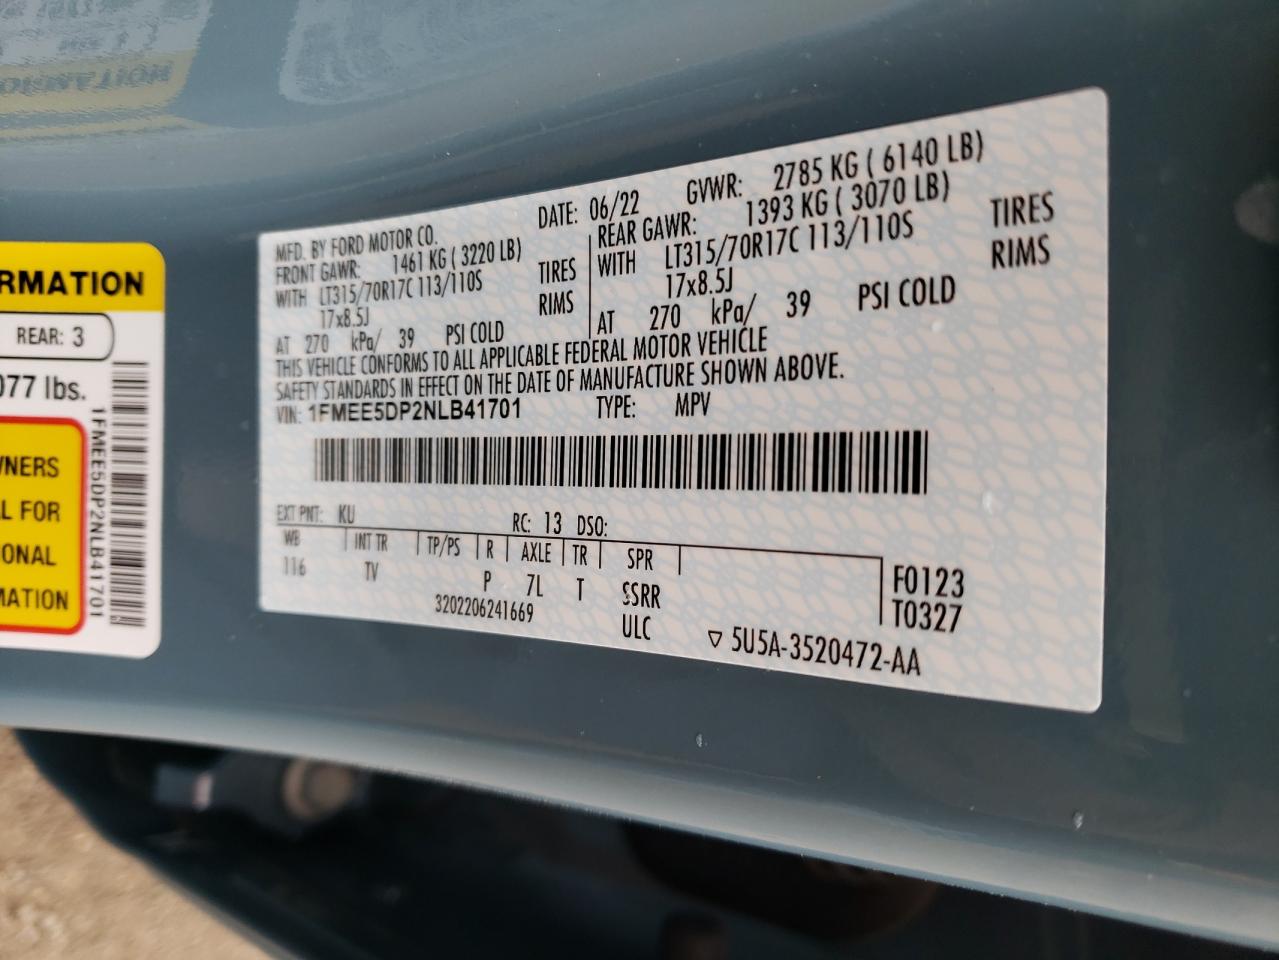 RMATION
REAR: 3
077 lbs.
WNERS
L FOR
IONAL
MATION
1FMEE5DP2NLB41701
MFD. BY FORD MOTOR CO.
DATE: 06/22 GVWR: 2785 KG ( 6140 LB)
FRONT GAWR: 1461 KG ( 3220 LB)
WITH LT315/70R17C 113/110S TIRES
17x8.5J RIMS
AT 270 kPa/ 39 PSI COLD
REAR GAWR: 1393 KG ( 3070 LB)
WITH LT315/70R17C 113/110S TIRES
17x8.5J RIMS
AT 270 kPa/ 39 PSI COLD
THIS VEHICLE CONFORMS TO ALL APPLICABLE FEDERAL MOTOR VEHICLE
SAFETY STANDARDS IN EFFECT ON THE DATE OF MANUFACTURE SHOWN ABOVE.
VIN: 1FMEE5DP2NLB41701 TYPE: MPV
EXT PNT: KU RC: 13 DSO:
WB INT TR TP/PS R AXLE TR SPR
116 TV P 7L T SSRR
3202206241669 ULC
F0123
T0327
▽ 5U5A-3520472-AA